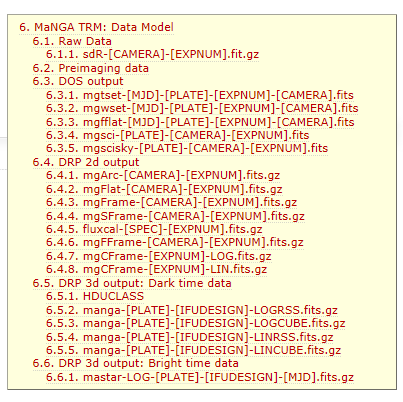 6. MaNGA TRM: Data Model
6.1. Raw Data
6.1.1. sdR-[CAMERA]-[EXPNUM].fit.gz
6.2. Preimaging data
6.3. DOS output
6.3.1. mgtset-[MJD]-[PLATE]-[EXPNUM]-[CAMERA].fits
6.3.2. mgwset-[MJD]-[PLATE]-[EXPNUM]-[CAMERA].fits
6.3.3. mgfflat-[MJD]-[PLATE]-[EXPNUM]-[CAMERA].fits
6.3.4. mgsci-[PLATE]-[CAMERA]-[EXPNUM].fits
6.3.5. mgscisky-[PLATE]-[CAMERA]-[EXPNUM].fits
6.4. DRP 2d output
6.4.1. mgArc-[CAMERA]-[EXPNUM].fits.gz
6.4.2. mgFlat-[CAMERA]-[EXPNUM].fits.gz
6.4.3. mgFrame-[CAMERA]-[EXPNUM].fits.gz
6.4.4. mgSFrame-[CAMERA]-[EXPNUM].fits.gz
6.4.5. fluxcal-[SPEC]-[EXPNUM].fits.gz
6.4.6. mgFFrame-[CAMERA]-[EXPNUM].fits.gz
6.4.7. mgCFrame-[EXPNUM]-LOG.fits.gz
6.4.8. mgCFrame-[EXPNUM]-LIN.fits.gz
6.5. DRP 3d output: Dark time data
6.5.1. HDUCLASS
6.5.2. manga-[PLATE]-[IFUDESIGN]-LOGRSS.fits.gz
6.5.3. manga-[PLATE]-[IFUDESIGN]-LOGCUBE.fits.gz
6.5.4. manga-[PLATE]-[IFUDESIGN]-LINRSS.fits.gz
6.5.5. manga-[PLATE]-[IFUDESIGN]-LINCUBE.fits.gz
6.6. DRP 3d output: Bright time data
6.6.1. mastar-LOG-[PLATE]-[IFUDESIGN]-[MJD].fits.gz